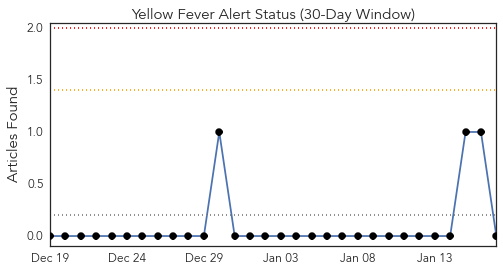 Yellow Fever Alert Status (30-Day Window)
Articles Found
2.0
1.5
1.0
0.5
0.0
Dec 19 Dec 24 Dec 29 Jan 03 Jan 08 Jan 13